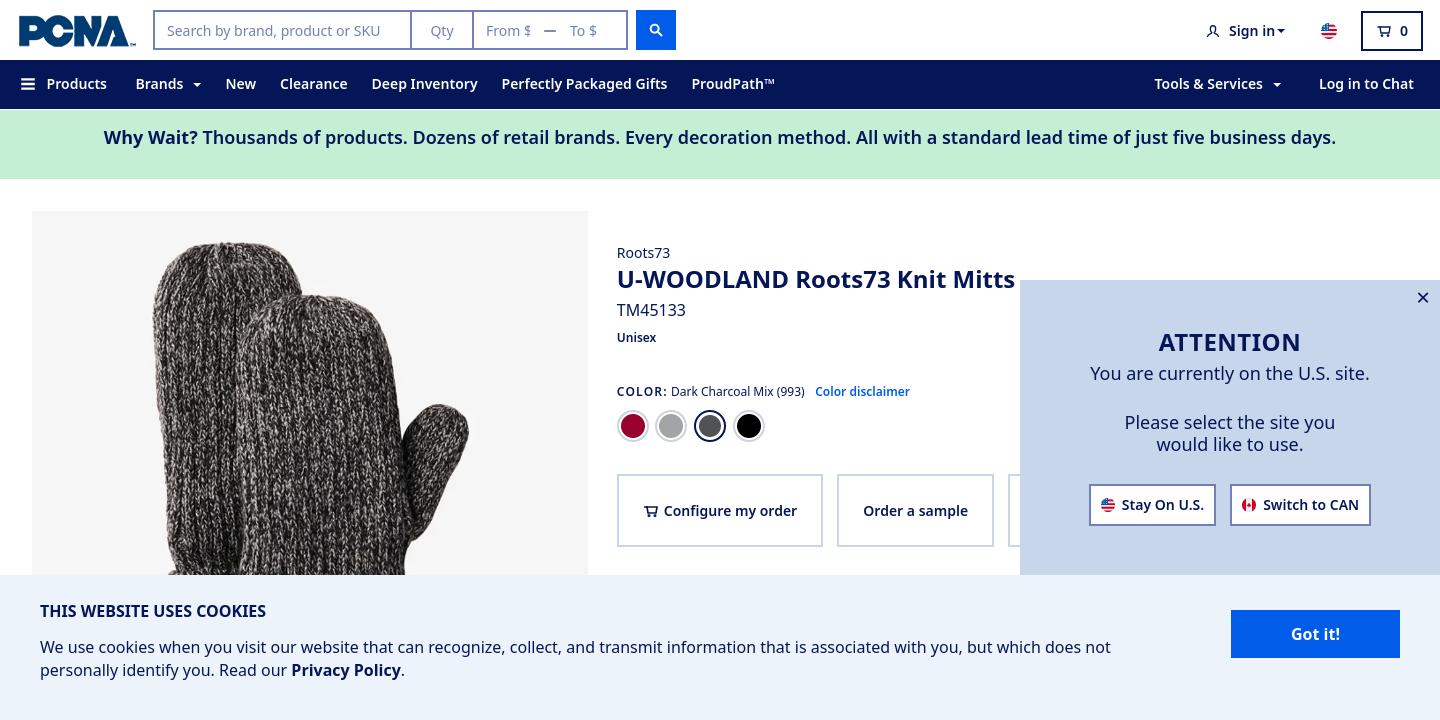 PCNA™ Search by brand, product or SKU Qty From $ — To $ Sign in 0
Products Brands New Clearance Deep Inventory Perfectly Packaged Gifts ProudPath™ Tools & Services Log in to Chat
Why Wait? Thousands of products. Dozens of retail brands. Every decoration method. All with a standard lead time of just five business days.
Roots73
U-WOODLAND Roots73 Knit Mitts
TM45133
Unisex
COLOR: Dark Charcoal Mix (993) Color disclaimer
Configure my order Order a sample
ATTENTION
You are currently on the U.S. site.
Please select the site you
would like to use.
Stay On U.S. Switch to CAN
THIS WEBSITE USES COOKIES
We use cookies when you visit our website that can recognize, collect, and transmit information that is associated with you, but which does not
personally identify you. Read our Privacy Policy.
Got it!